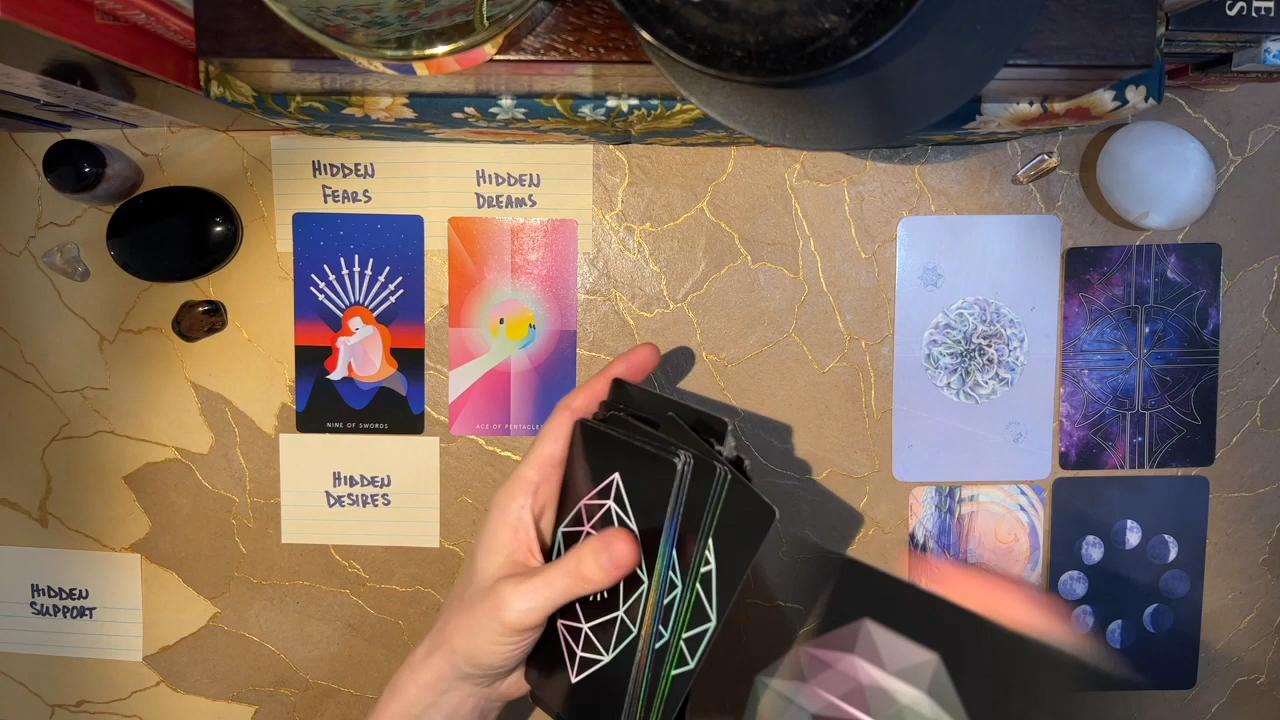 HIDDEN
FEARS
HIDDEN
DREAMS
NINE OF SWORDS
ACE OF PENTACLES
HIDDEN
DESIRES
HIDDEN
SUPPORT